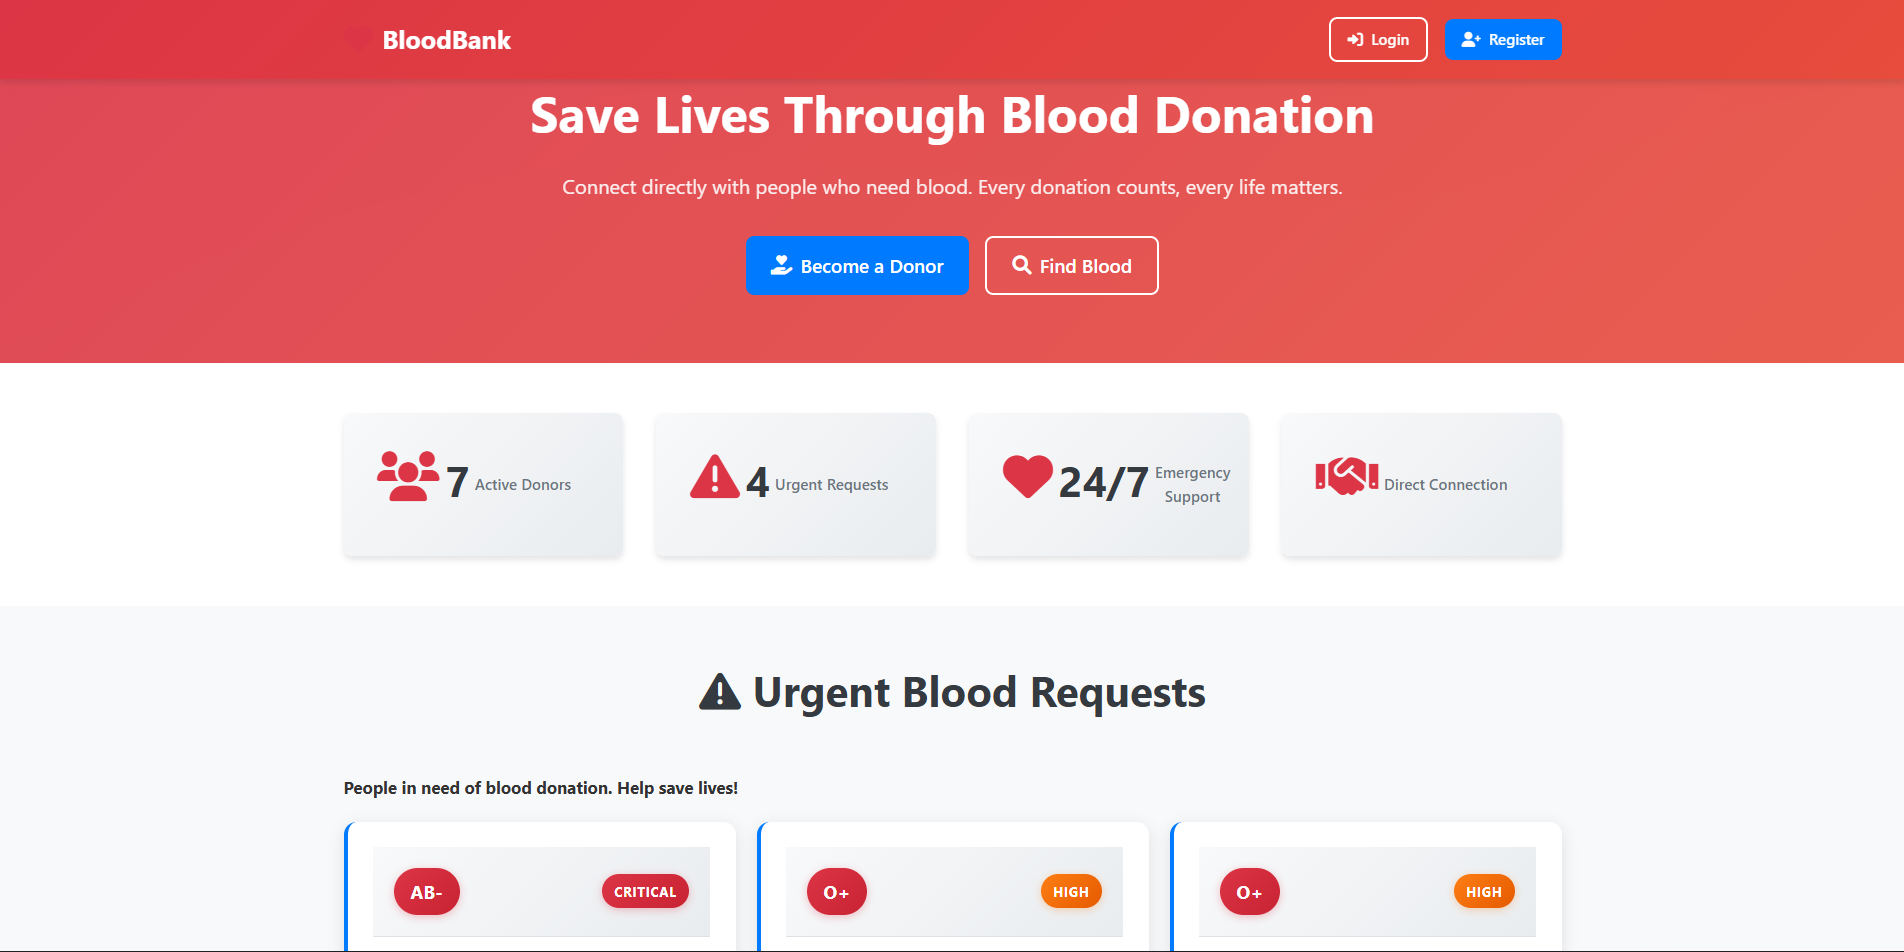 BloodBank
Login
Register
Save Lives Through Blood Donation
Connect directly with people who need blood. Every donation counts, every life matters.
Become a Donor
Find Blood
7 Active Donors
4 Urgent Requests
24/7 Emergency
Support
Direct Connection
Urgent Blood Requests
People in need of blood donation. Help save lives!
AB-
CRITICAL
O+
HIGH
O+
HIGH